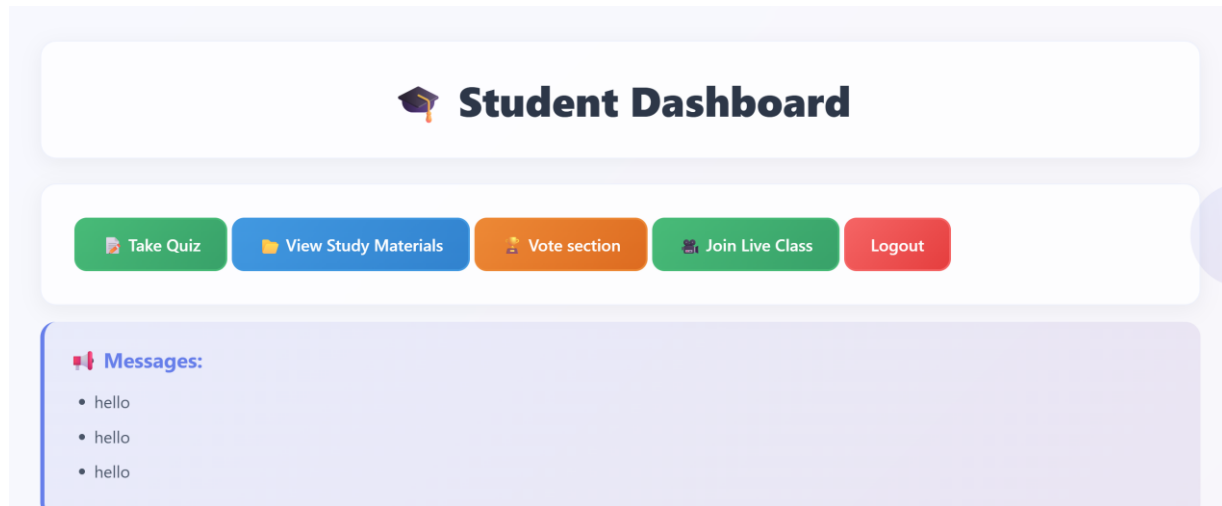 🎓 Student Dashboard
📝 Take Quiz 📂 View Study Materials 🏆 Vote section 🎥 Join Live Class Logout
📢 Messages:
• hello
• hello
• hello